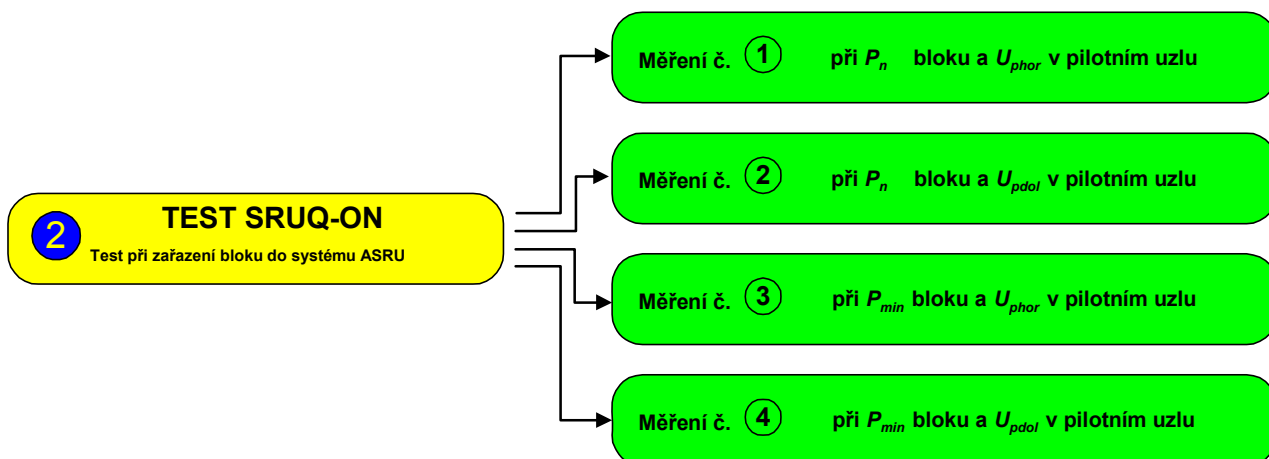 Měření č. 1 při Pn bloku a Uphor v pilotním uzlu
Měření č. 2 při Pn bloku a Updol v pilotním uzlu
2 TEST SRUQ-ON
Test při zařazení bloku do systému ASRU
Měření č. 3 při Pmin bloku a Uphor v pilotním uzlu
Měření č. 4 při Pmin bloku a Updol v pilotním uzlu